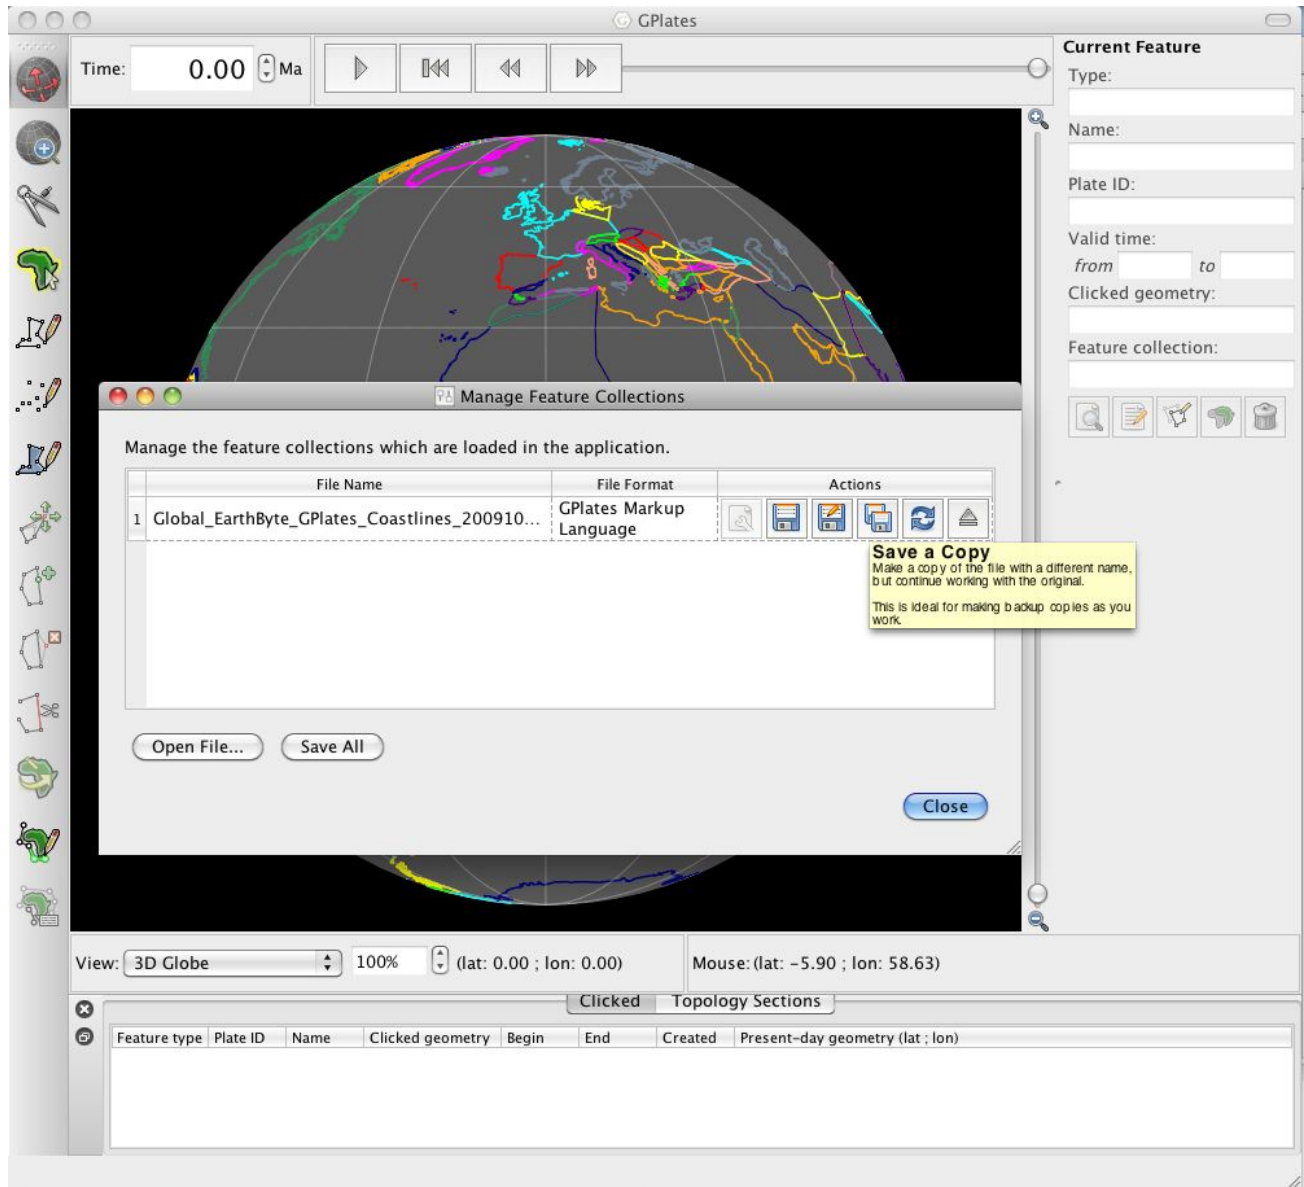 GPlates
Time: 0.00 Ma
Current Feature
Type:
Name:
Plate ID:
Valid time:
from to
Clicked geometry:
Feature collection:
Manage Feature Collections
Manage the feature collections which are loaded in the application.
File Name File Format Actions
1 Global_EarthByte_GPlates_Coastlines_200910... GPlates Markup
Language
Save a Copy
Make a copy of the file with a different name,
but continue working with the original.
This is ideal for making backup copies as you
work.
Open File... Save All
Close
View: 3D Globe 100% (lat: 0.00 ; lon: 0.00) Mouse: (lat: -5.90 ; lon: 58.63)
Clicked Topology Sections
Feature type Plate ID Name Clicked geometry Begin End Created Present-day geometry (lat ; lon)